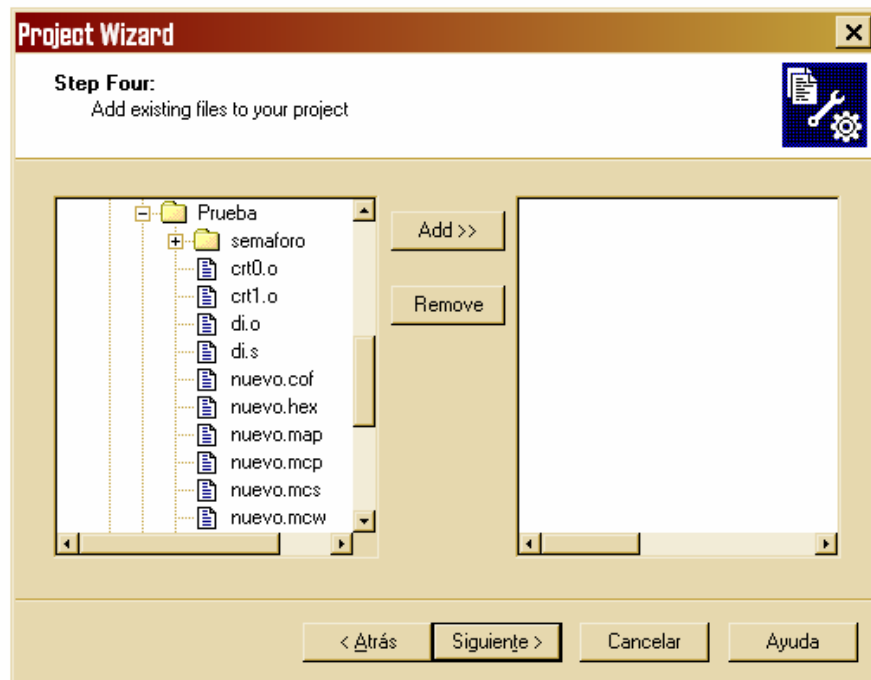 Project Wizard
Step Four:
Add existing files to your project
Prueba
semaforo
crt0.o
crt1.o
di.o
di.s
nuevo.cof
nuevo.hex
nuevo.map
nuevo.mcp
nuevo.mcs
nuevo.mcw
Add >>
Remove
< Atrás
Siguiente >
Cancelar
Ayuda